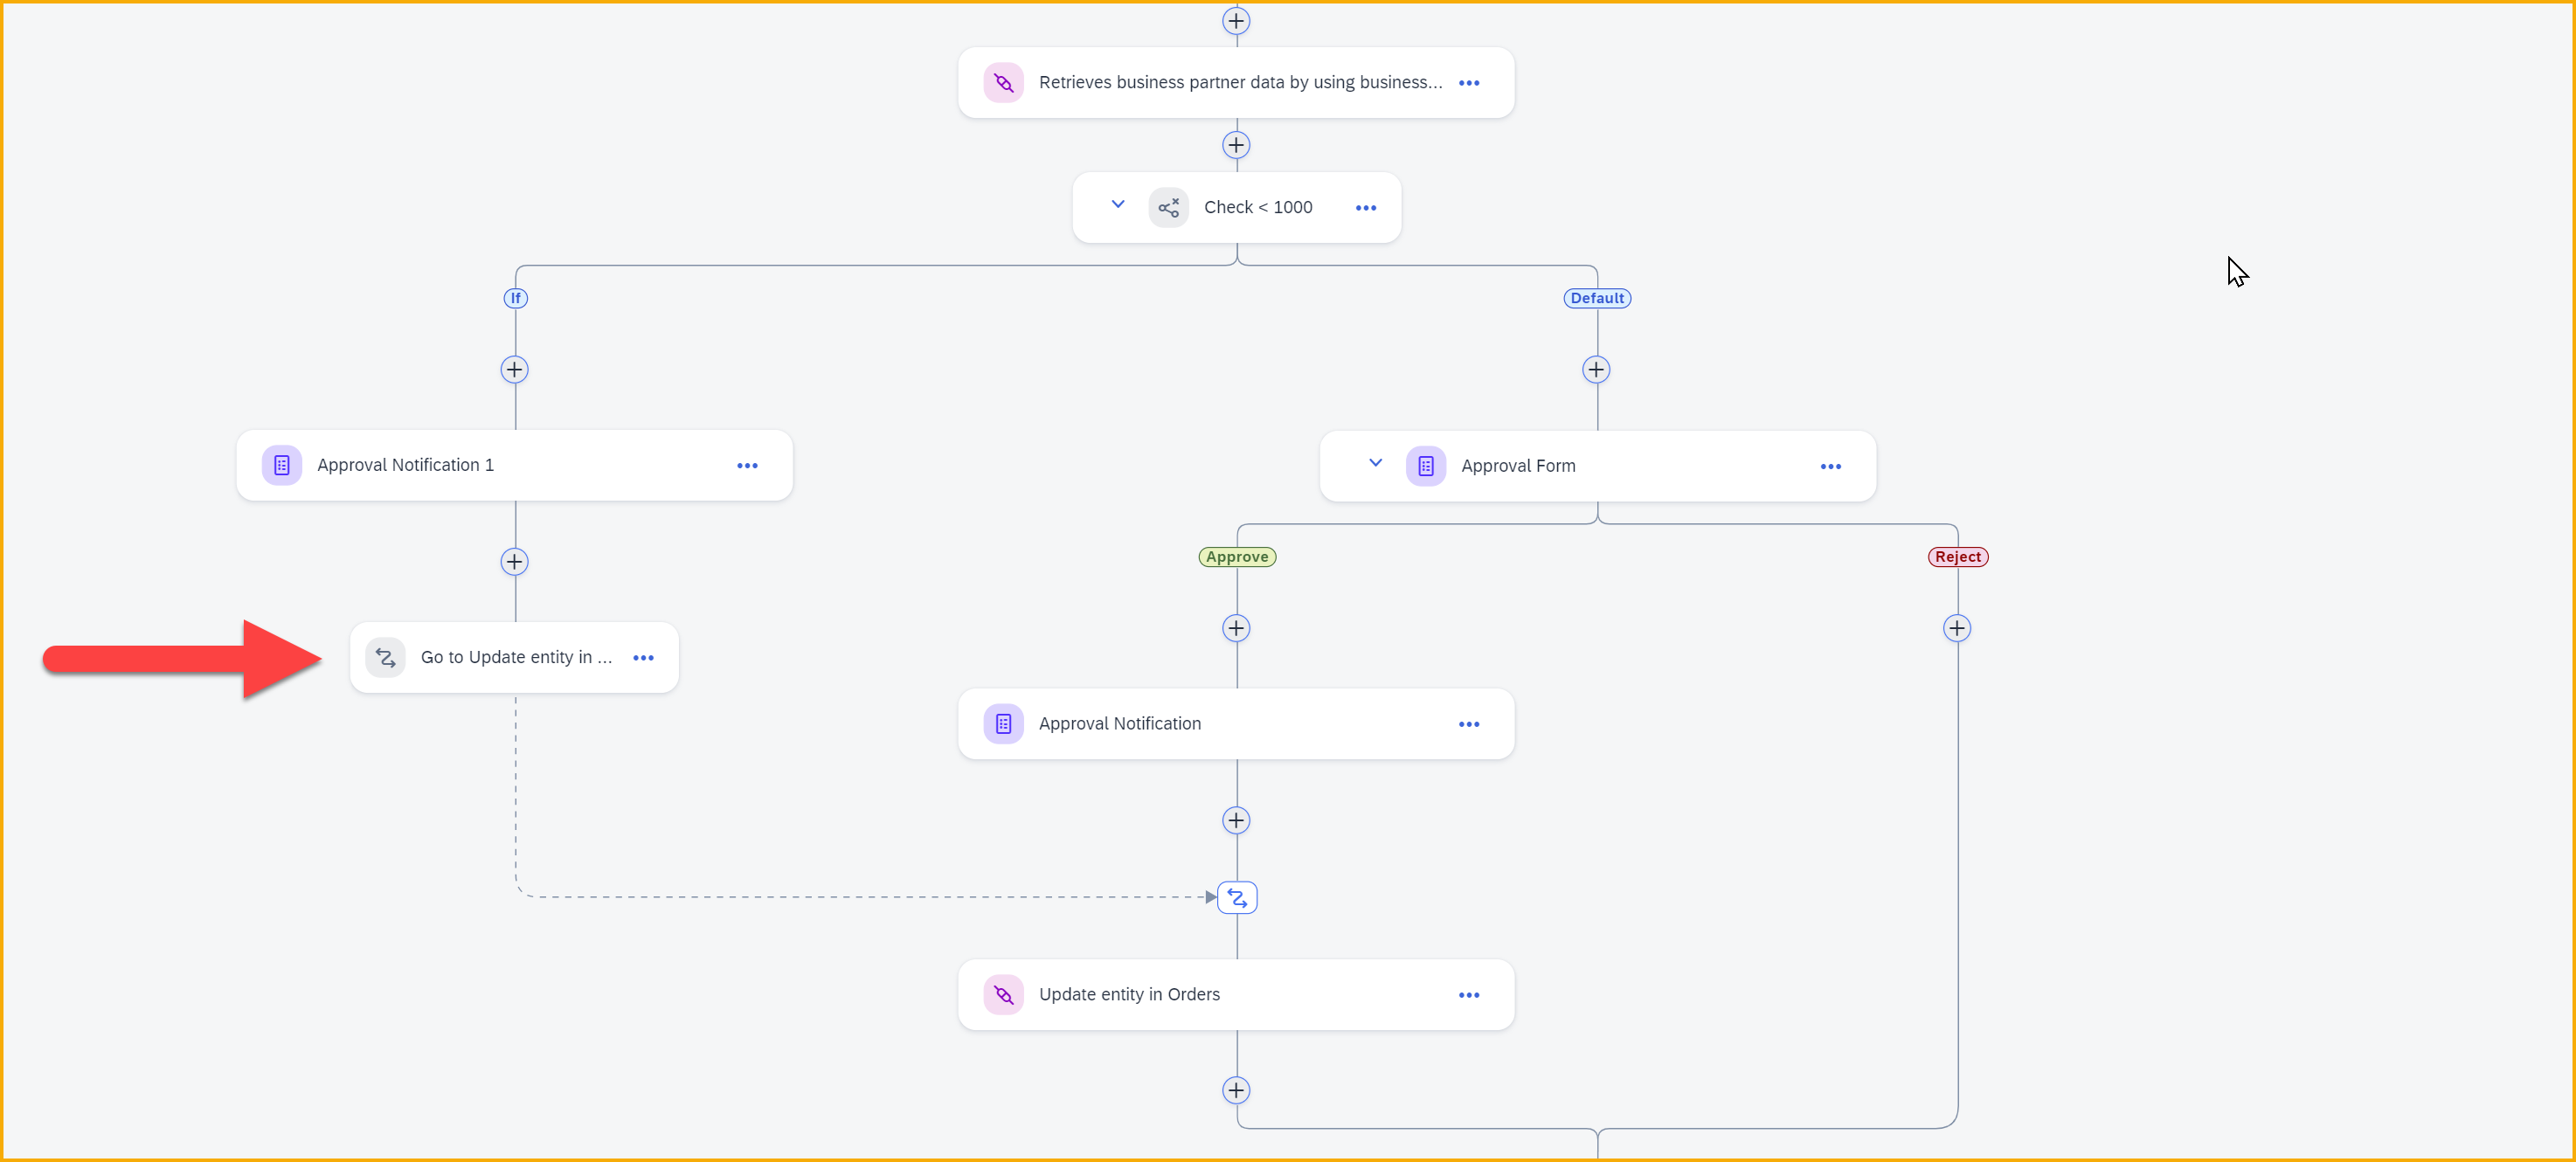 Retrieves business partner data by using business...
Check < 1000
If
Default
Approval Notification 1
Approval Form
Approve
Reject
Go to Update entity in ...
Approval Notification
Update entity in Orders